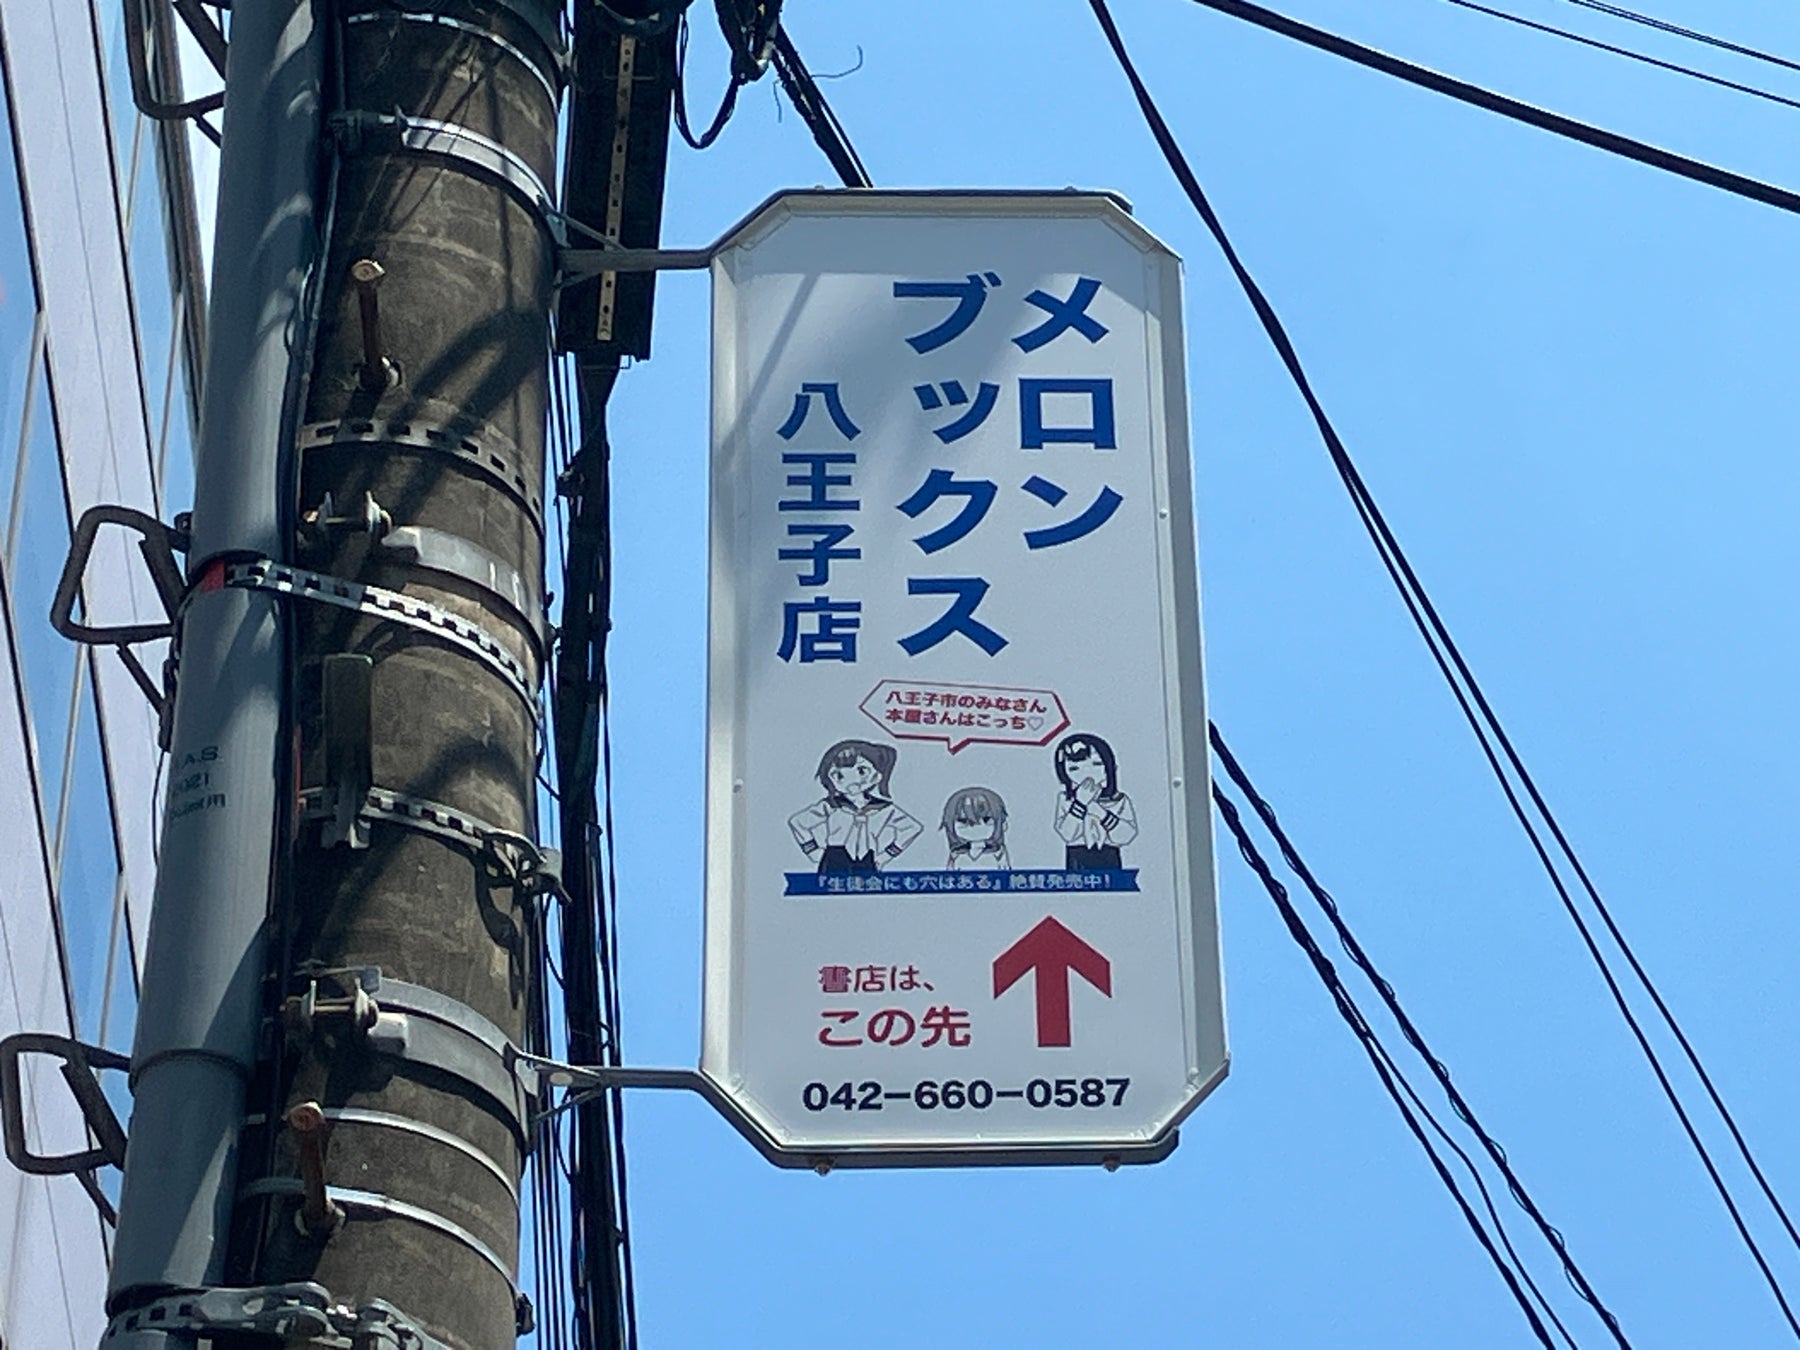 メロン
ブックス
八王子店
八王子市のみなさん
本屋さんはこっち♡
『生徒会にも穴はある』絶賛発売中!
書店は、
この先
042-660-0587